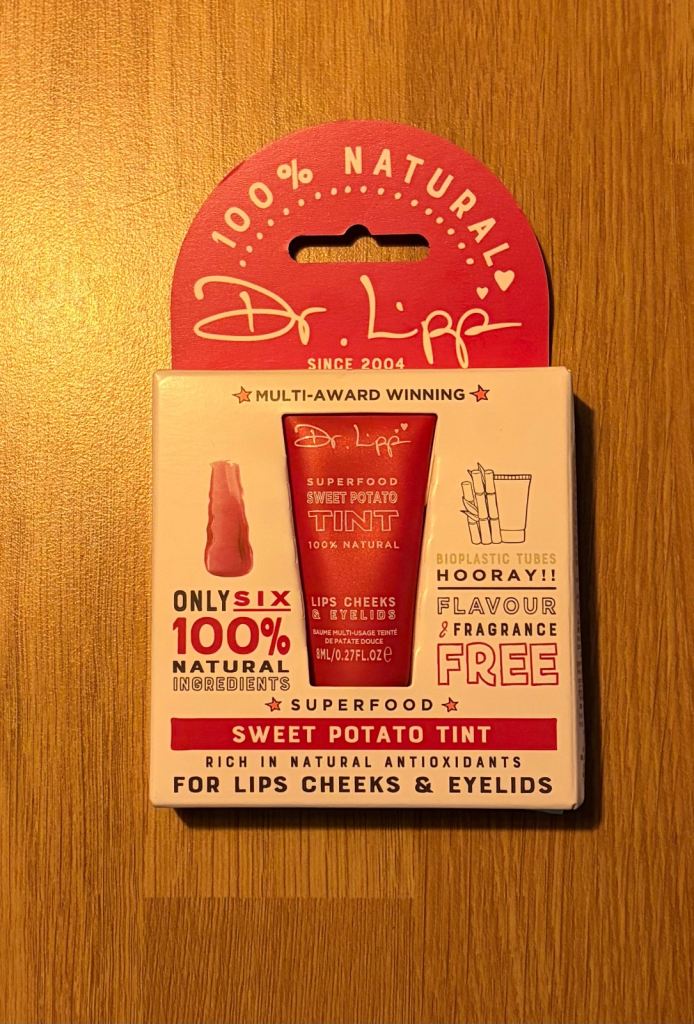 100% NATURAL
Dr. Lipp
SINCE 2004
MULTI-AWARD WINNING
Dr. Lipp
SUPERFOOD
SWEET POTATO
TINT
100% NATURAL
LIPS CHEEKS
& EYELIDS
BAUME MULTI-USAGE TEINTÉ
DE PATATE DOUCE
8ML/0.27FL.OZ℮
ONLY SIX
100%
NATURAL
INGREDIENTS
BIOPLASTIC TUBES
HOORAY!!
FLAVOUR
& FRAGRANCE
FREE
SUPERFOOD
SWEET POTATO TINT
RICH IN NATURAL ANTIOXIDANTS
FOR LIPS CHEEKS & EYELIDS